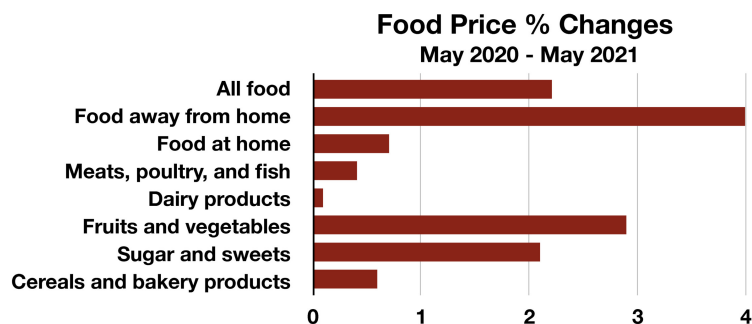 Food Price % Changes
May 2020 - May 2021
All food
Food away from home
Food at home
Meats, poultry, and fish
Dairy products
Fruits and vegetables
Sugar and sweets
Cereals and bakery products
0 1 2 3 4